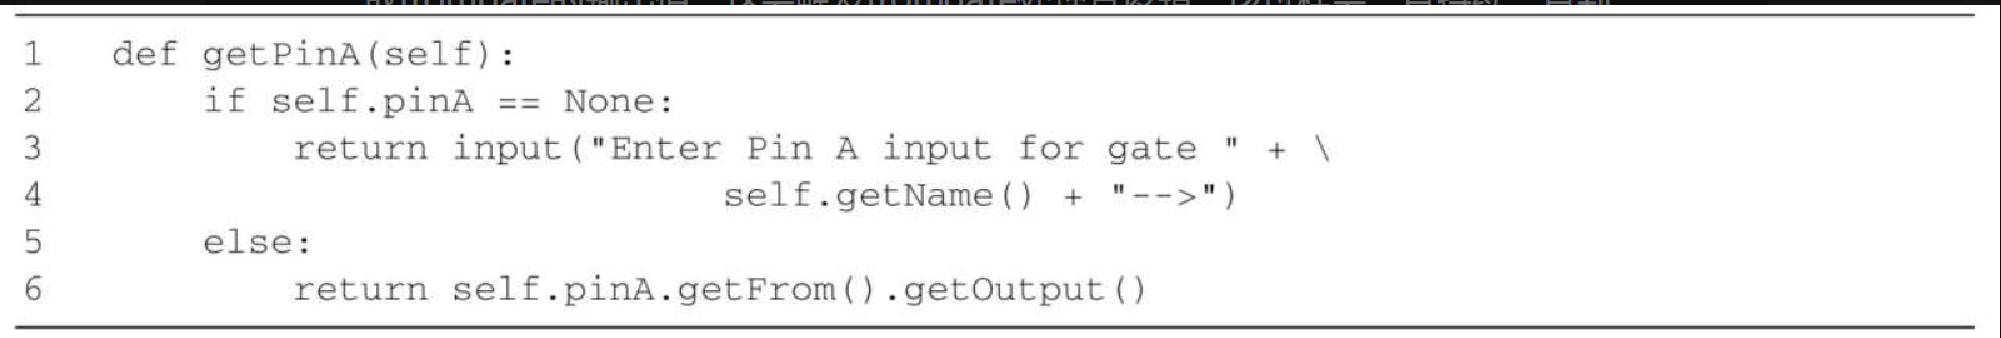 1 def getPinA(self):
2     if self.pinA == None:
3         return input("Enter Pin A input for gate " + \
4                            self.getName() + "-->")
5     else:
6         return self.pinA.getFrom().getOutput()